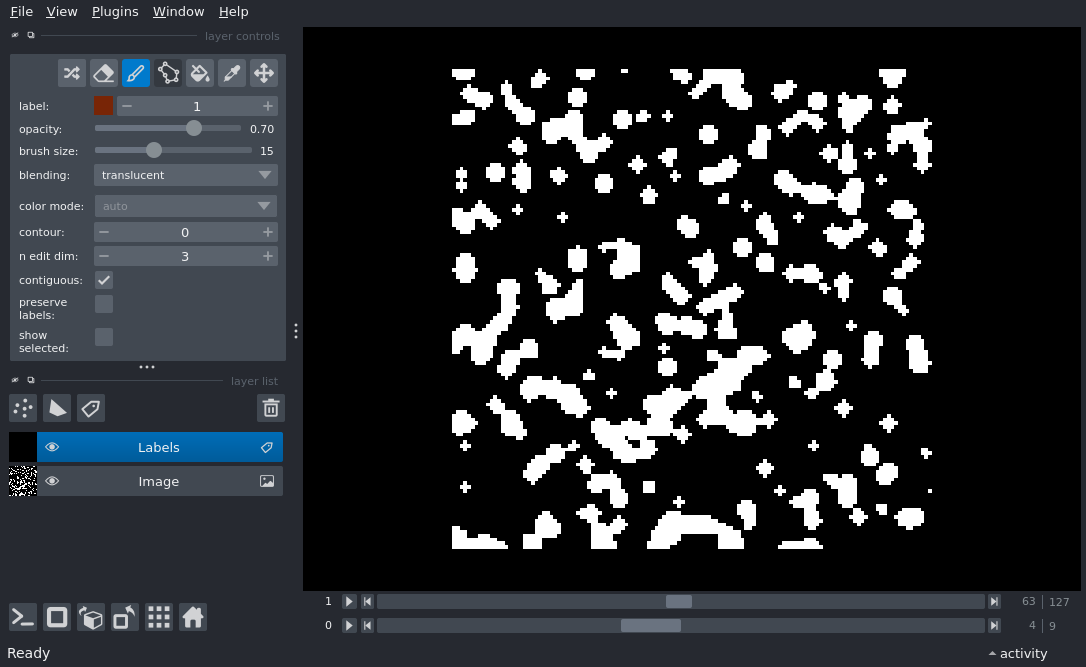 File View Plugins Window Help
layer controls
label: 1
opacity: 0.70
brush size: 15
blending: translucent
color mode: auto
contour: 0
n edit dim: 3
contiguous:
preserve
labels:
show
selected:
layer list
Labels
Image
1 63 127
0 4 9
Ready activity